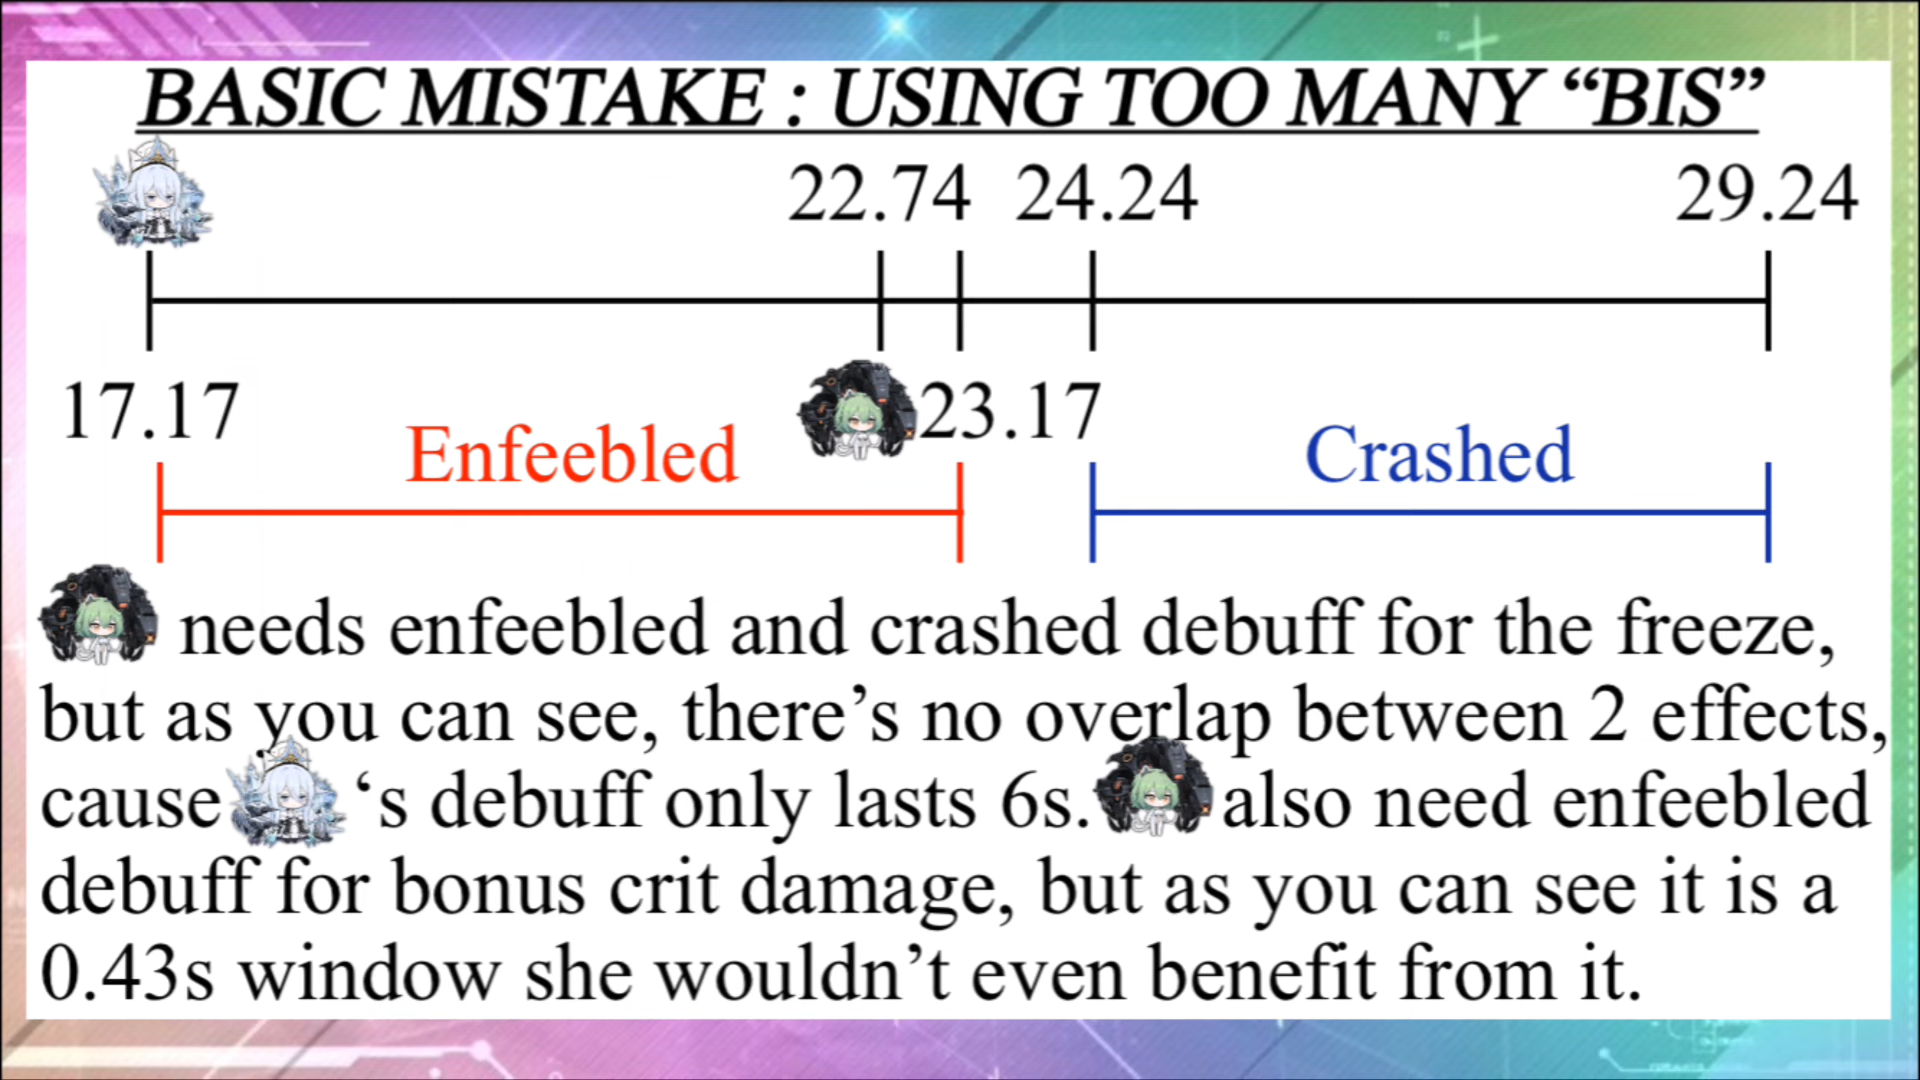 BASIC MISTAKE : USING TOO MANY “BIS”
22.74 24.24 29.24
17.17 23.17
Enfeebled Crashed
needs enfeebled and crashed debuff for the freeze,
but as you can see, there’s no overlap between 2 effects,
cause ‘s debuff only lasts 6s. also need enfeebled
debuff for bonus crit damage, but as you can see it is a
0.43s window she wouldn’t even benefit from it.